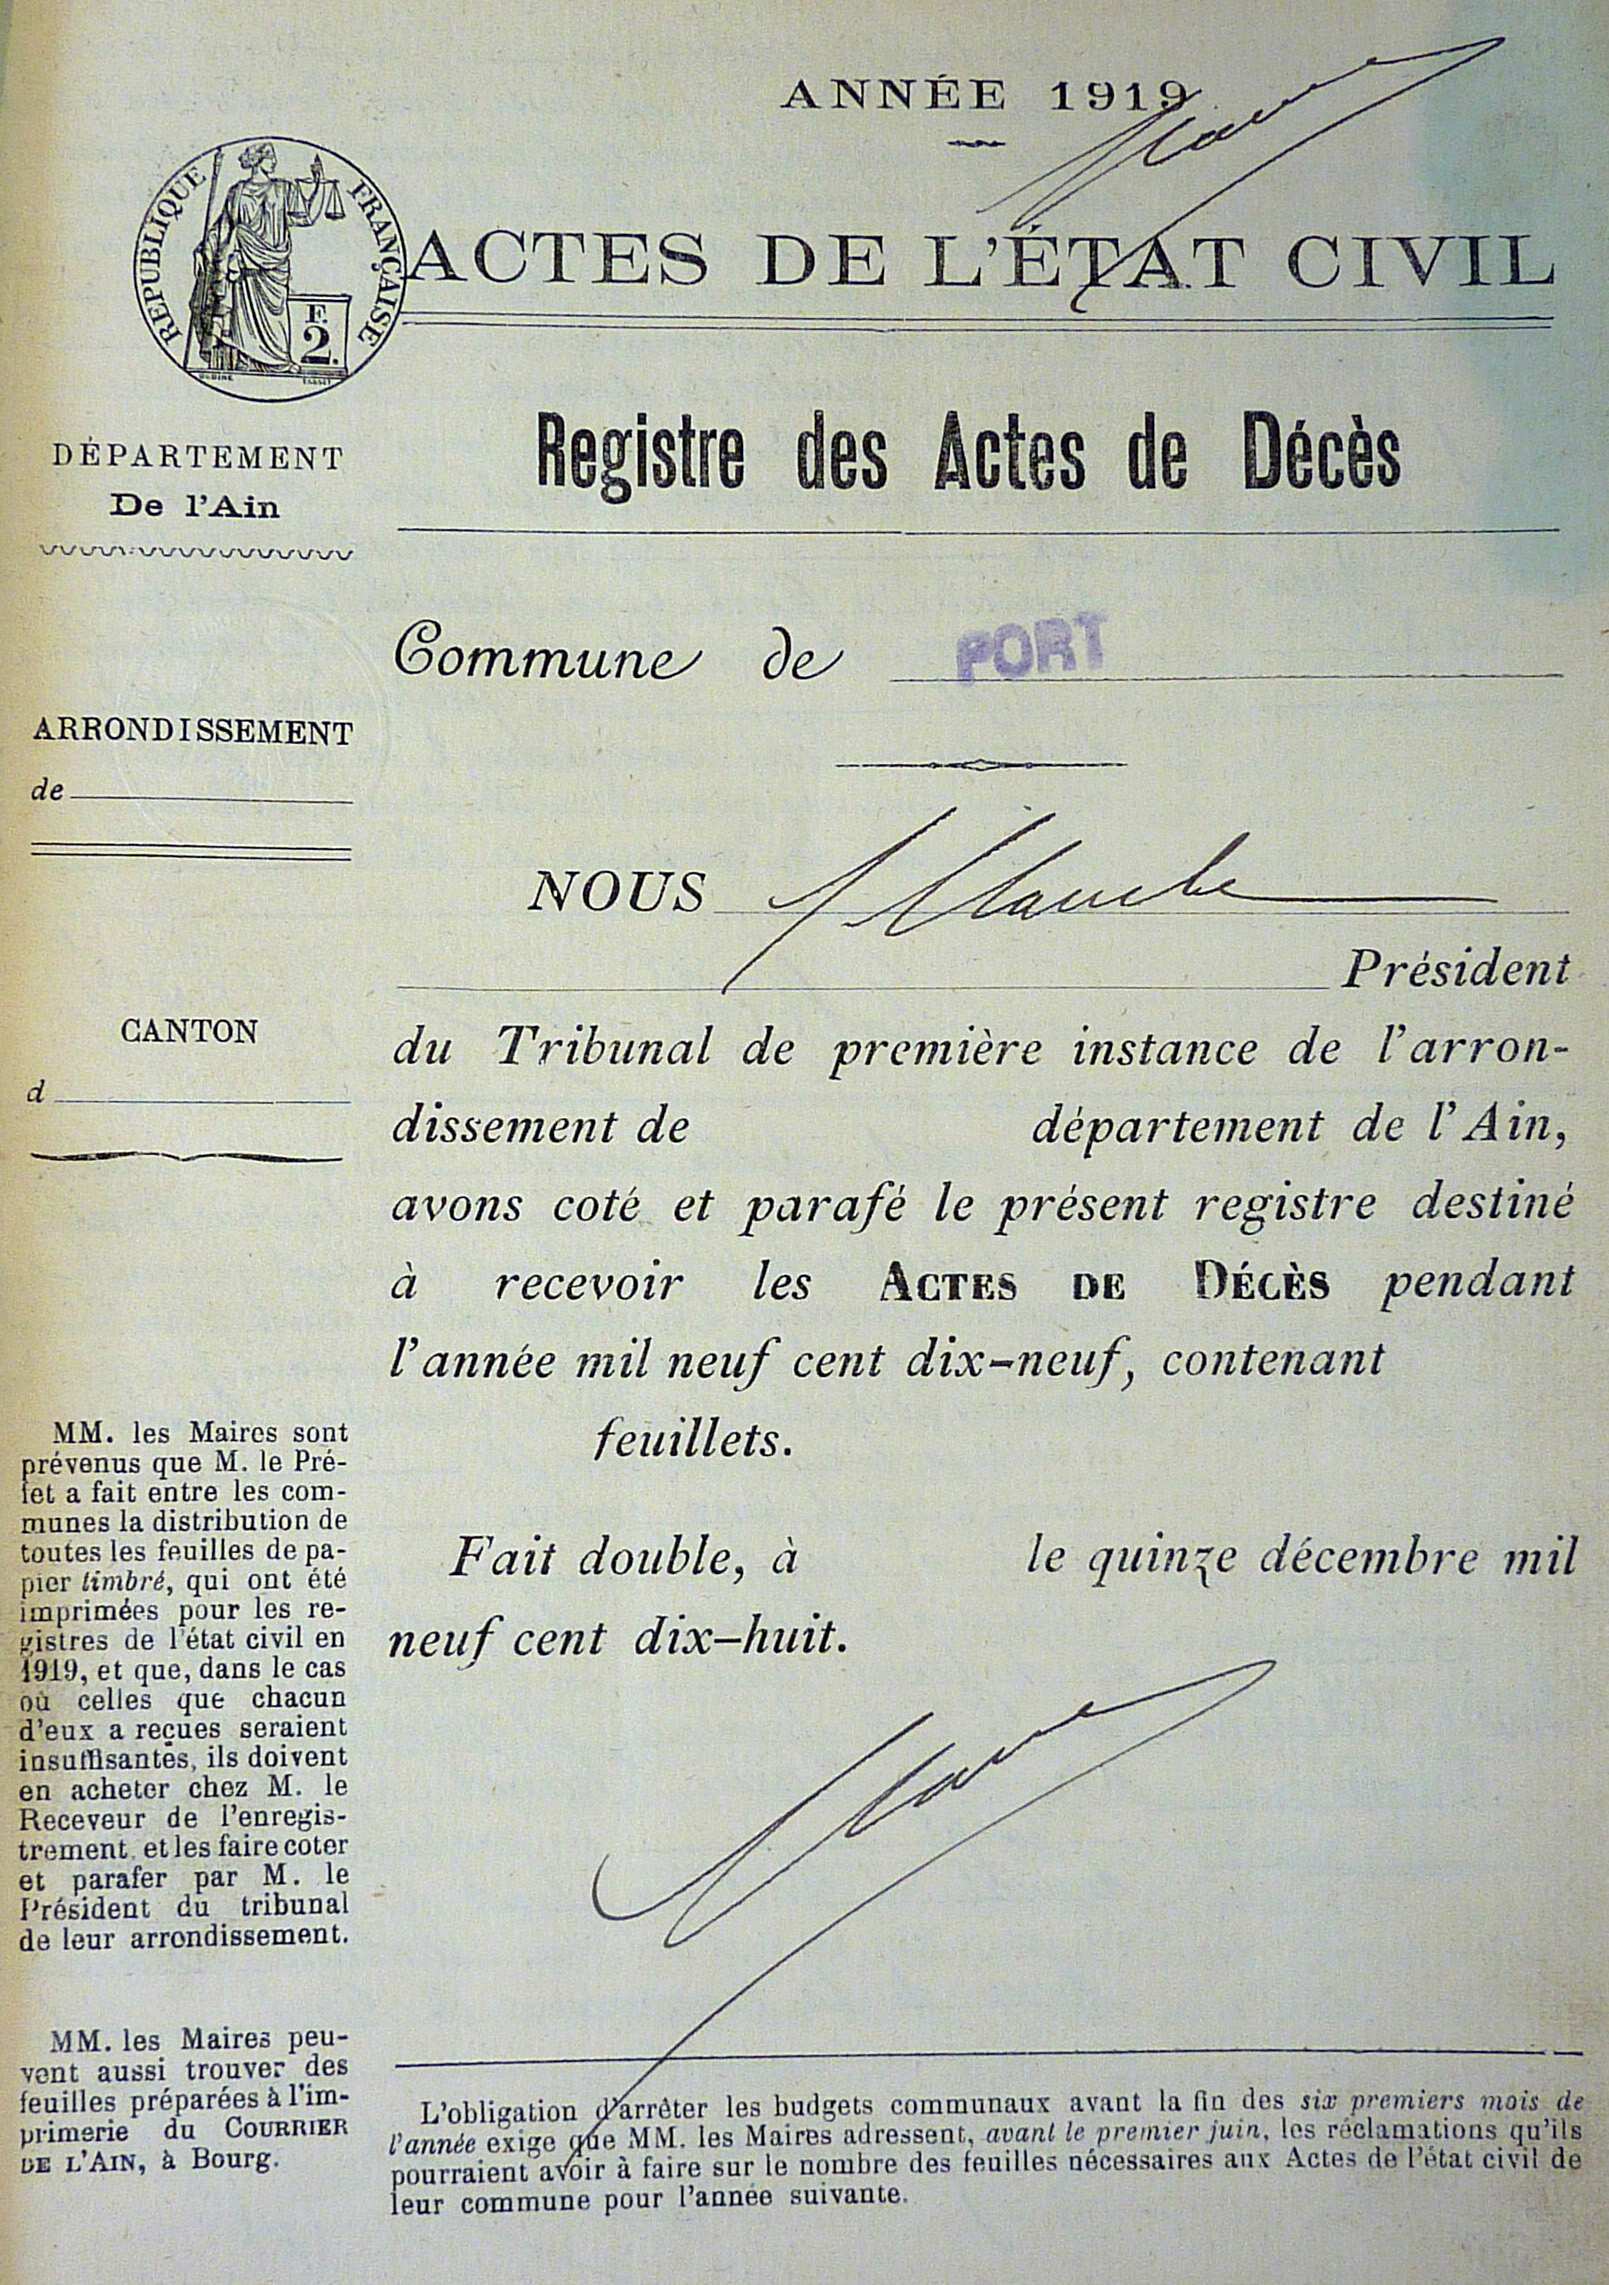 ANNÉE 1919
RÉPUBLIQUE FRANÇAISE
F.
2.
ACTES DE L'ÉTAT CIVIL
Registre des Actes de Décès
DÉPARTEMENT
De l'Ain
Commune de PORT
ARRONDISSEMENT
de
NOUS
Président
CANTON
d
du Tribunal de première instance de l'arron-
dissement de département de l'Ain,
avons coté et parafé le présent registre destiné
à recevoir les ACTES DE DÉCÈS pendant
l'année mil neuf cent dix-neuf, contenant
feuillets.
Fait double, à le quinze décembre mil
neuf cent dix-huit.
MM. les Maires sont
prévenus que M. le Pré-
fet a fait entre les com-
munes la distribution de
toutes les feuilles de pa-
pier timbré, qui ont été
imprimées pour les re-
gistres de l'état civil en
1919, et que, dans le cas
où celles que chacun
d'eux a reçues seraient
insuffisantes, ils doivent
en acheter chez M. le
Receveur de l'enregis-
trement, et les faire coter
et parafer par M. le
Président du tribunal
de leur arrondissement.
MM. les Maires peu-
vent aussi trouver des
feuilles préparées à l'im-
primerie du COURRIER
DE L'AIN, à Bourg.
L'obligation d'arrêter les budgets communaux avant la fin des six premiers mois de
l'année exige que MM. les Maires adressent, avant le premier juin, les réclamations qu'ils
pourraient avoir à faire sur le nombre des feuilles nécessaires aux Actes de l'état civil de
leur commune pour l'année suivante.